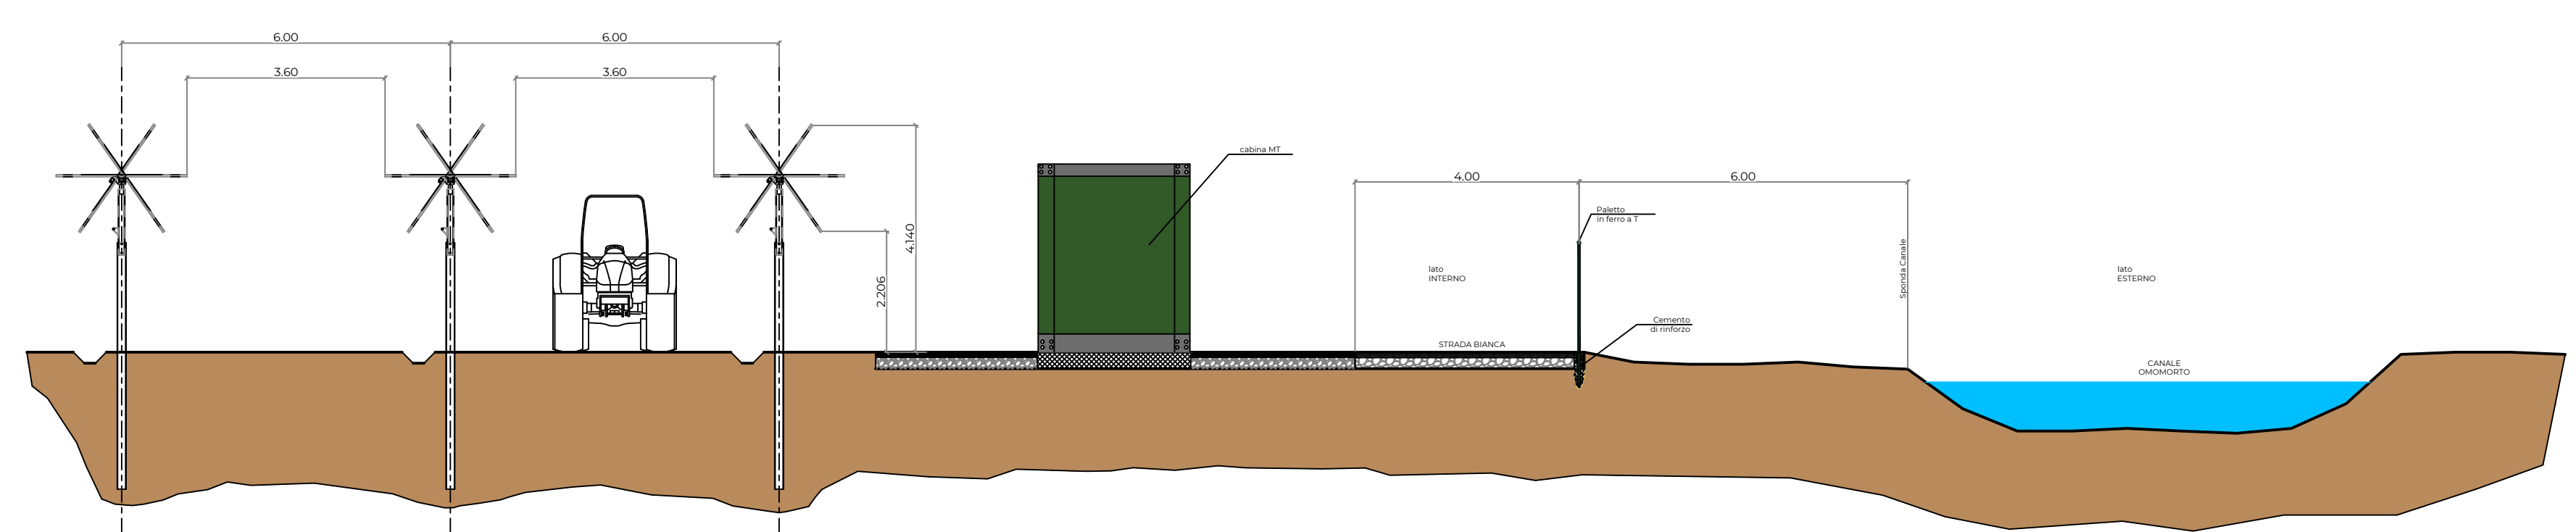 6.00
6.00
3.60
3.60
cabina MT
4.00
6.00
Paletto
in ferro a T
4.140
2.206
Sponda Canale
lato
INTERNO
lato
ESTERNO
Cemento
di rinforzo
STRADA BIANCA
CANALE
OMOMORTO